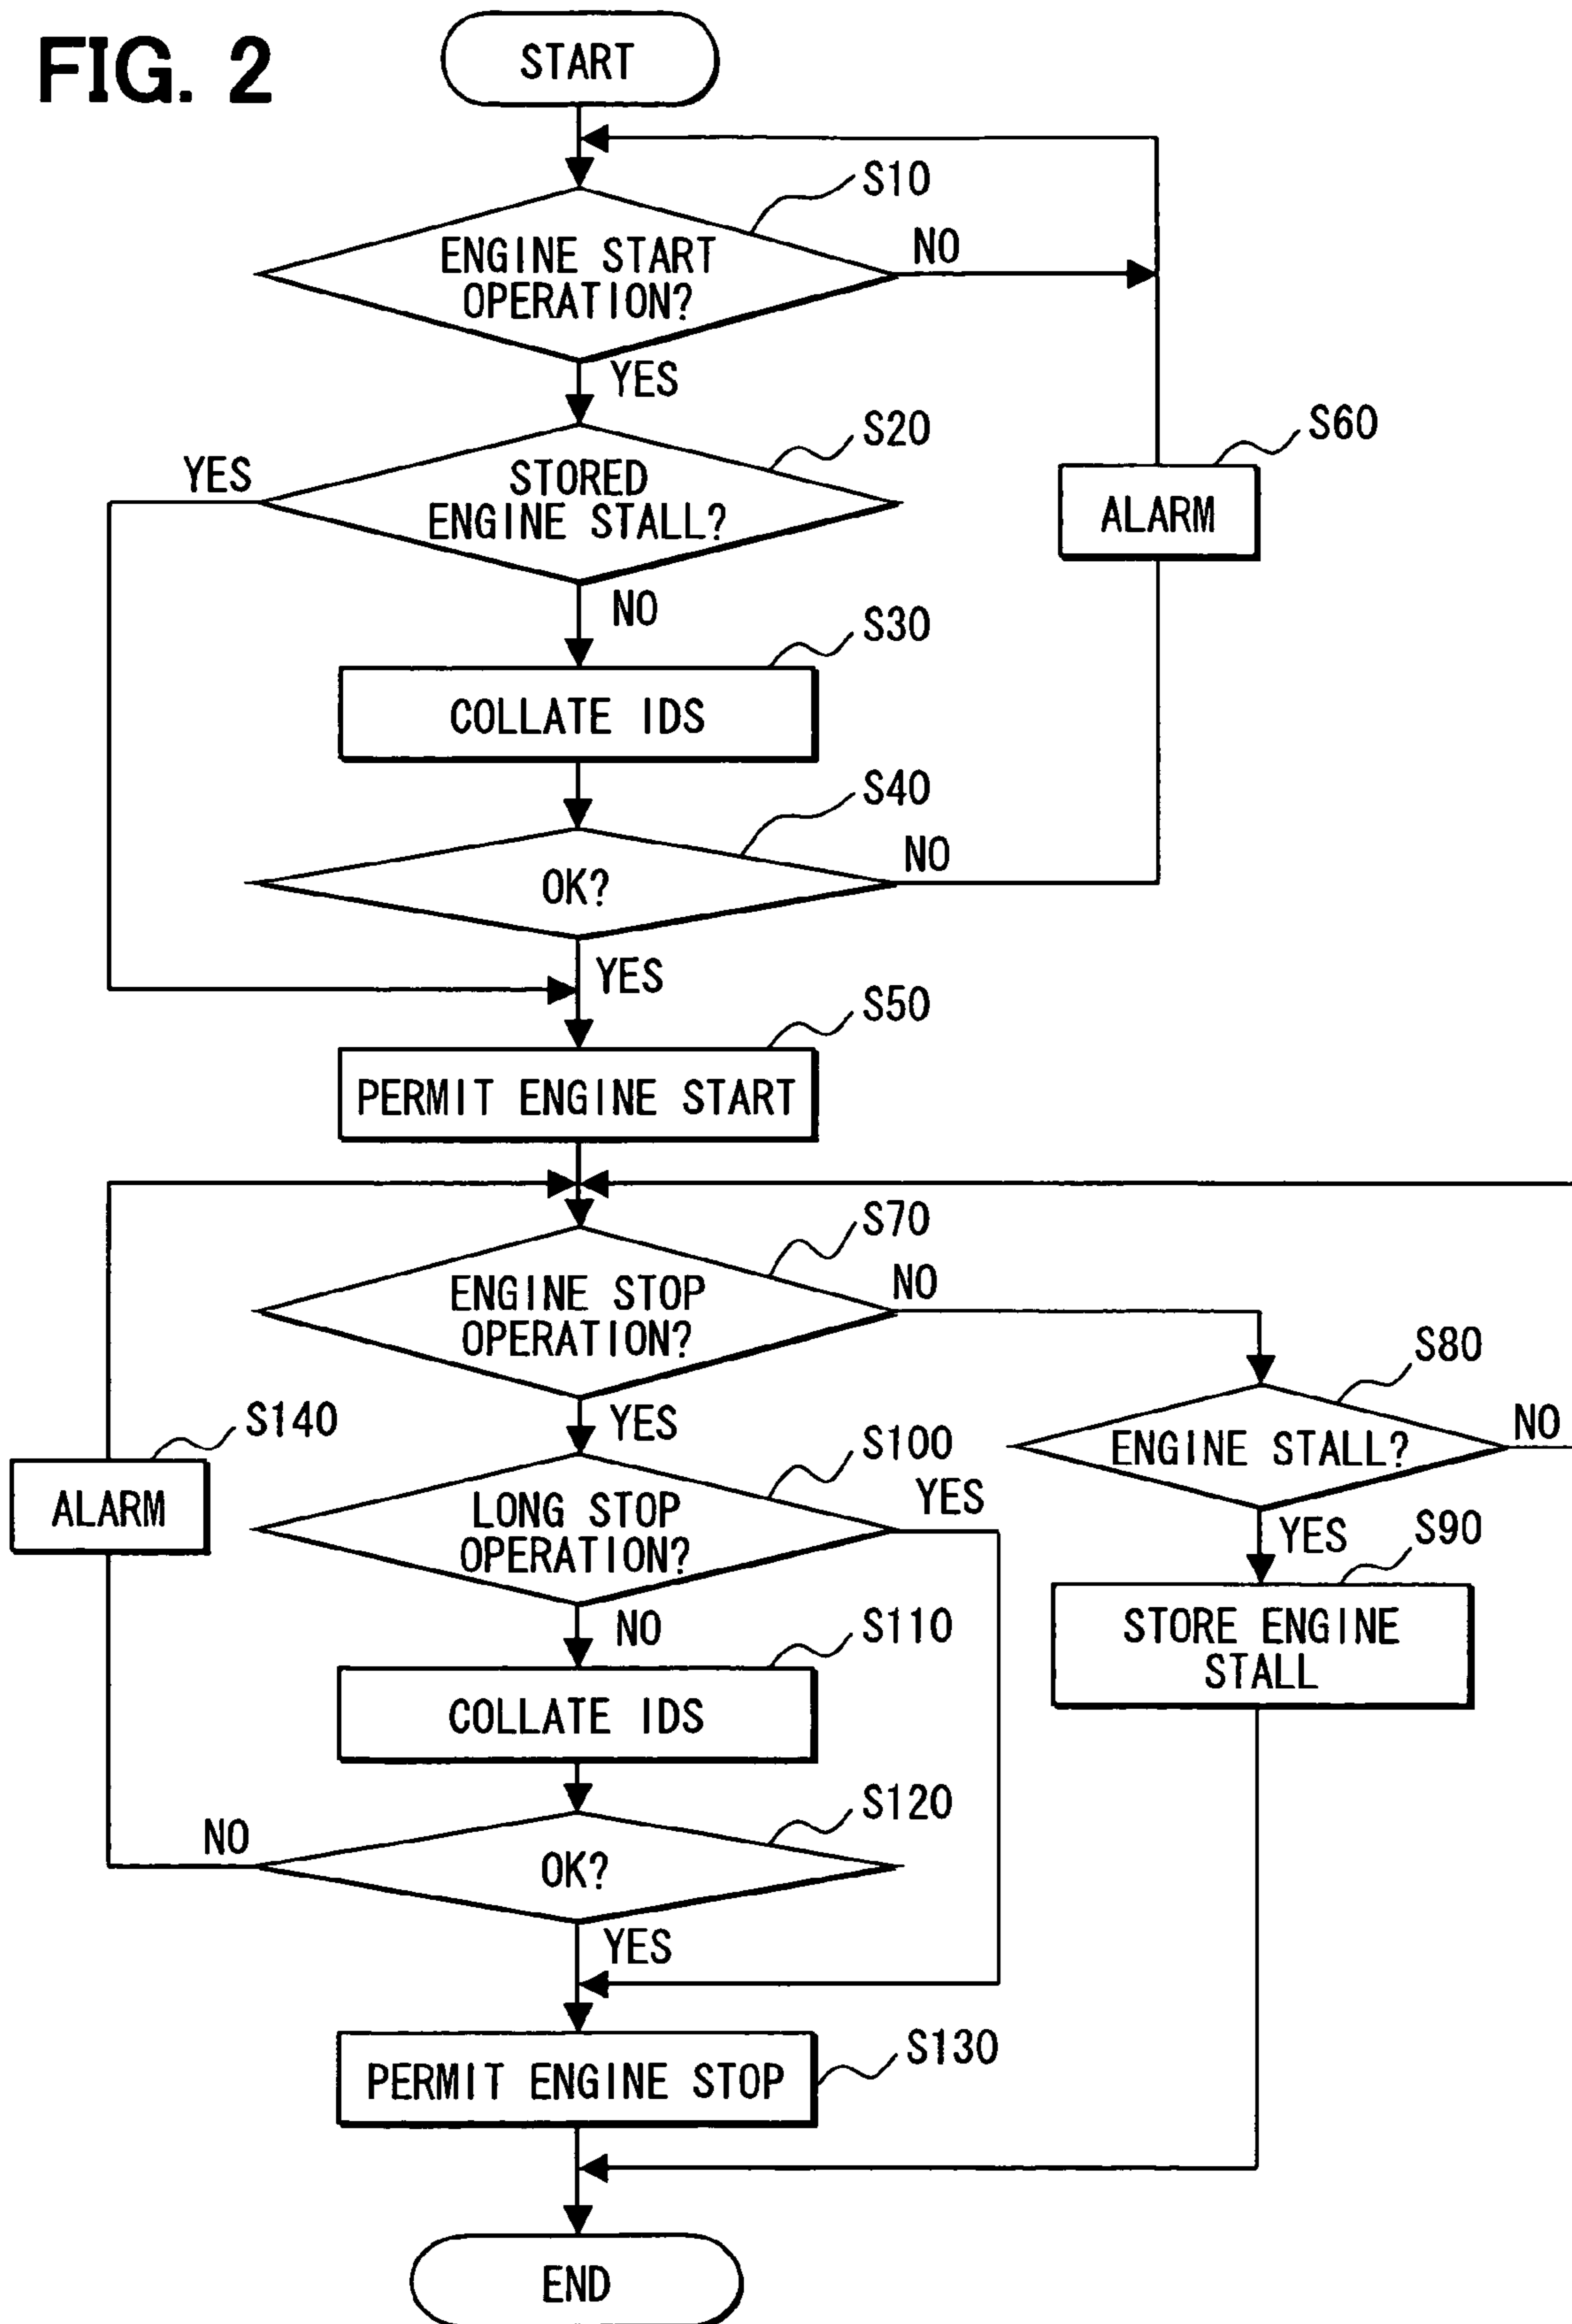 FIG. 2
START
S10
ENGINE START
OPERATION?
NO
YES
S20
STORED
ENGINE STALL?
YES
NO
S60
ALARM
S30
COLLATE IDS
S40
OK?
NO
YES
S50
PERMIT ENGINE START
S70
ENGINE STOP
OPERATION?
NO
YES
S80
ENGINE STALL?
NO
YES
S90
STORE ENGINE
STALL
S140
ALARM
S100
LONG STOP
OPERATION?
YES
NO
S110
COLLATE IDS
S120
OK?
NO
YES
S130
PERMIT ENGINE STOP
END